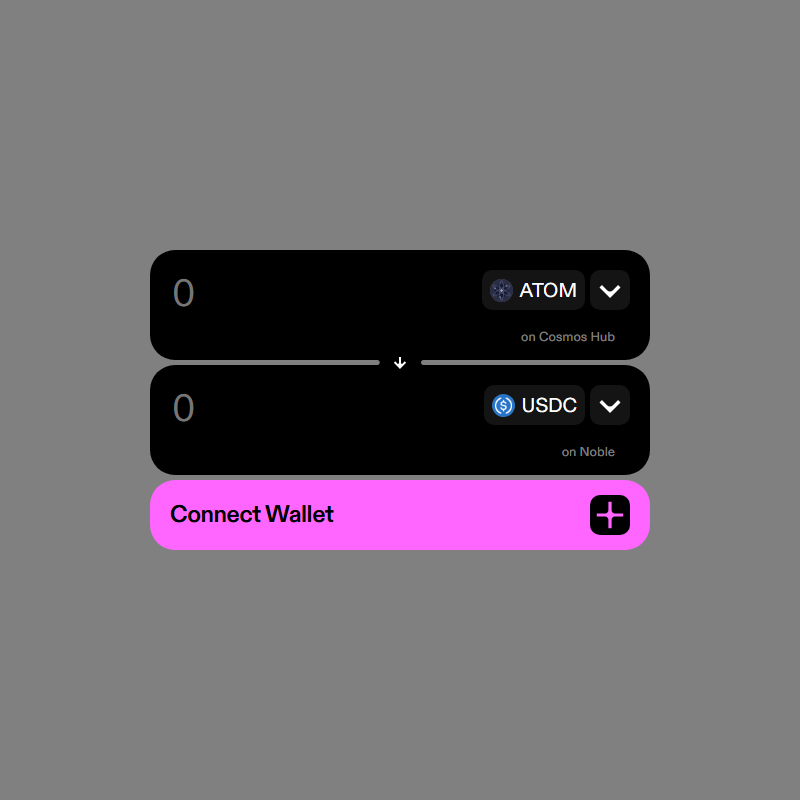 0
ATOM
on Cosmos Hub
0
USDC
on Noble
Connect Wallet